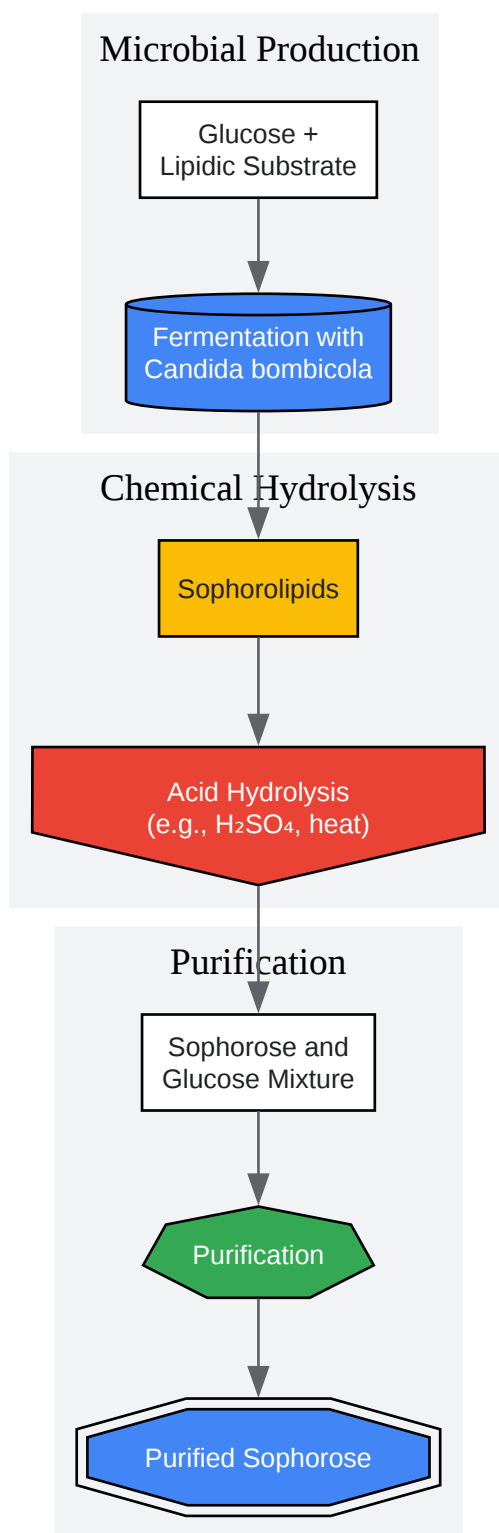 Microbial Production
Glucose +
Lipidic Substrate
Fermentation with
Candida bombicola
Chemical Hydrolysis
Sophorolipids
Acid Hydrolysis
(e.g., H₂SO₄, heat)
Purification
Sophorose and
Glucose Mixture
Purification
Purified Sophorose